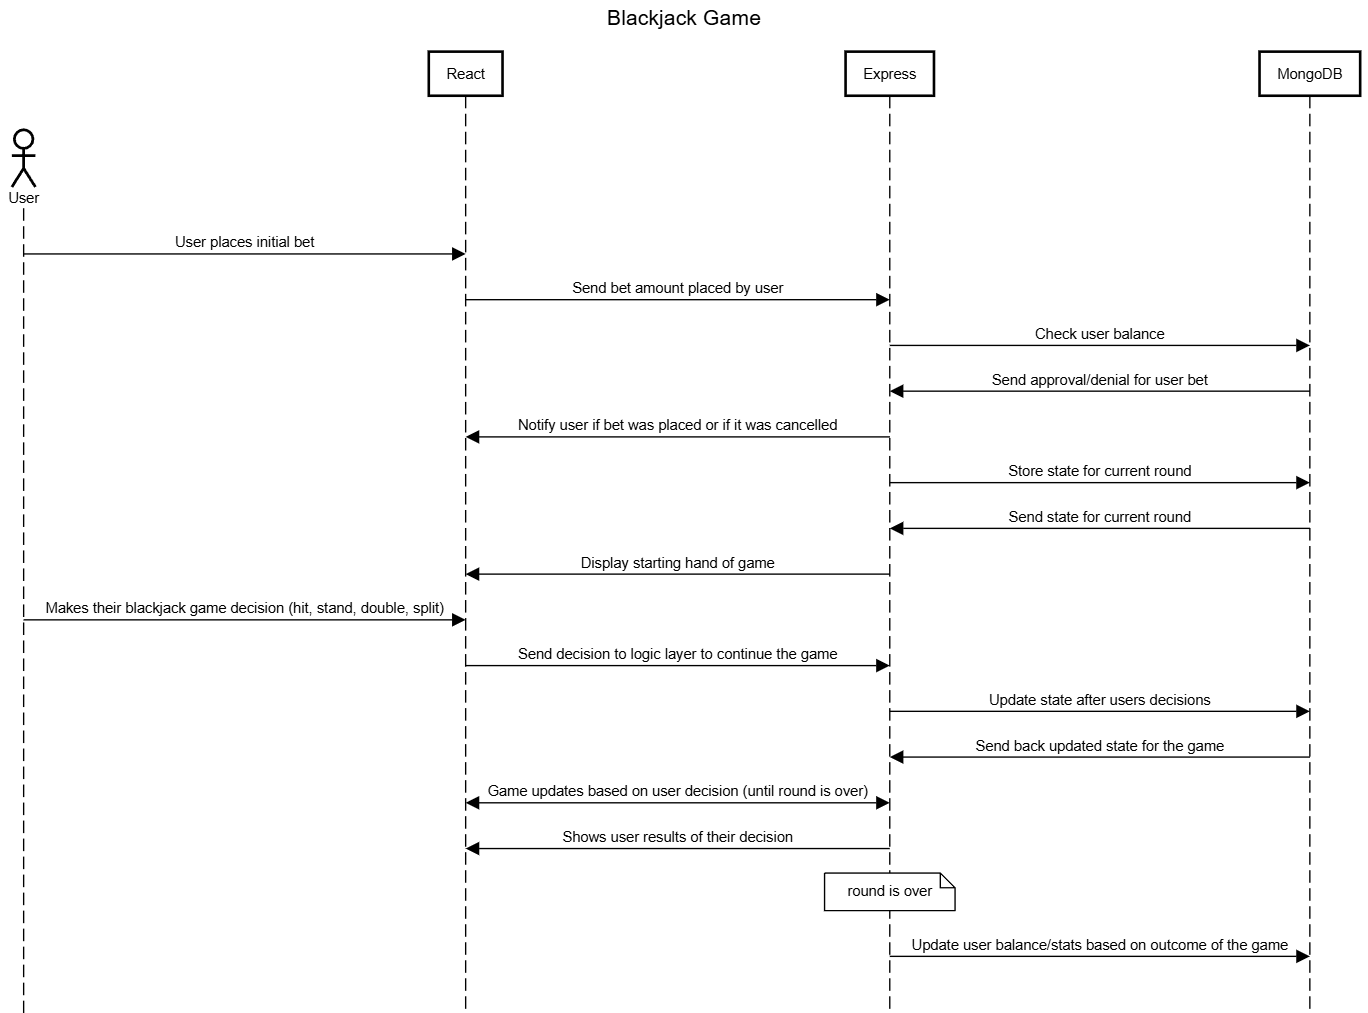 Blackjack Game
React
Express
MongoDB
User
User places initial bet
Send bet amount placed by user
Check user balance
Send approval/denial for user bet
Notify user if bet was placed or if it was cancelled
Store state for current round
Send state for current round
Display starting hand of game
Makes their blackjack game decision (hit, stand, double, split)
Send decision to logic layer to continue the game
Update state after users decisions
Send back updated state for the game
Game updates based on user decision (until round is over)
Shows user results of their decision
round is over
Update user balance/stats based on outcome of the game